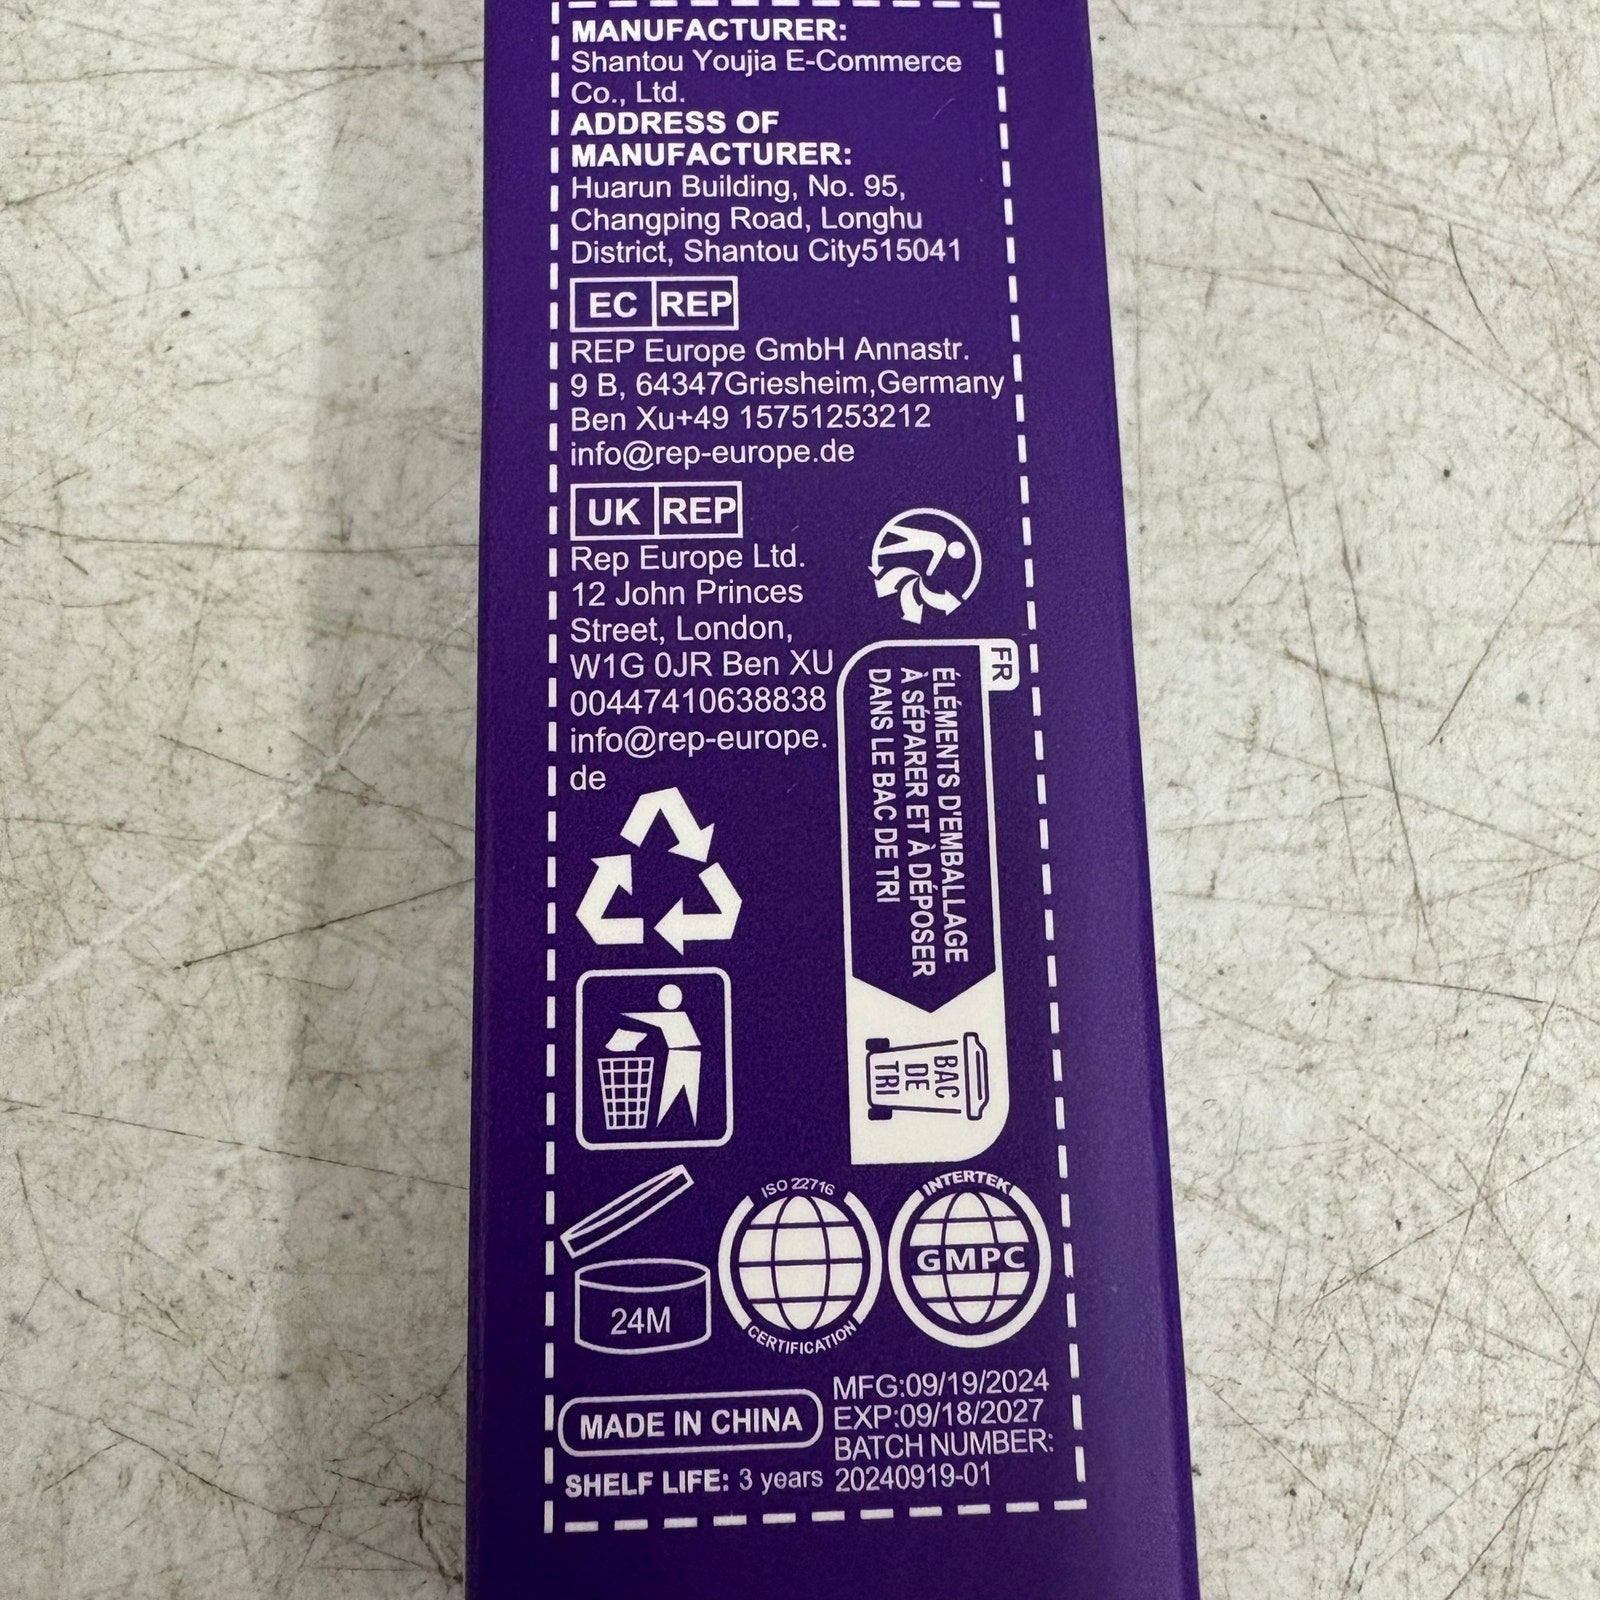 MANUFACTURER:
Shantou Youjia E-Commerce
Co., Ltd.
ADDRESS OF
MANUFACTURER:
Huarun Building, No. 95,
Changping Road, Longhu
District, Shantou City515041
EC REP
REP Europe GmbH Annastr.
9 B, 64347Griesheim,Germany
Ben Xu+49 15751253212
info@rep-europe.de
UK REP
Rep Europe Ltd.
12 John Princes
Street, London,
W1G 0JR Ben XU
00447410638838
info@rep-europe.
de
FR
ÉLÉMENTS D'EMBALLAGE
À SÉPARER ET À DÉPOSER
DANS LE BAC DE TRI
BAC
DE
TRI
24M
ISO 22716
CERTIFICATION
INTERTEK
GMPC
MADE IN CHINA
SHELF LIFE: 3 years
MFG:09/19/2024
EXP:09/18/2027
BATCH NUMBER:
20240919-01